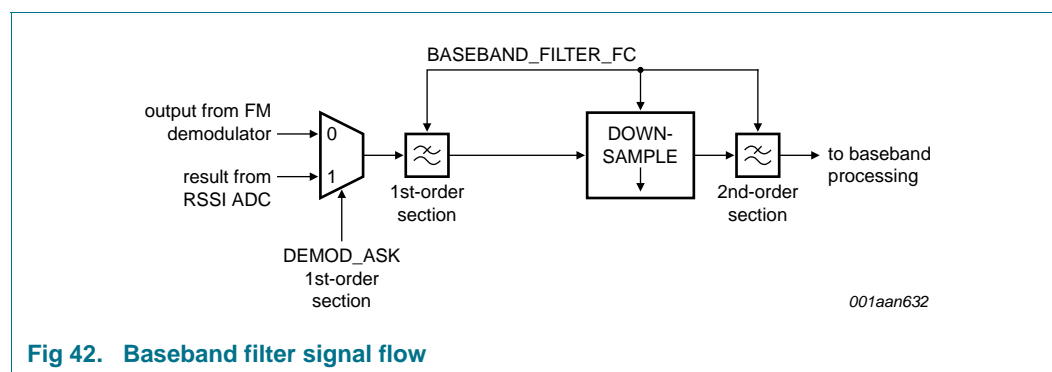 BASEBAND_FILTER_FC
output from FM
demodulator
0
result from
RSSI ADC
1
1st-order
section
DOWN-
SAMPLE
2nd-order
section
to baseband
processing
DEMOD_ASK
1st-order
section
001aan632
Fig 42. Baseband filter signal flow